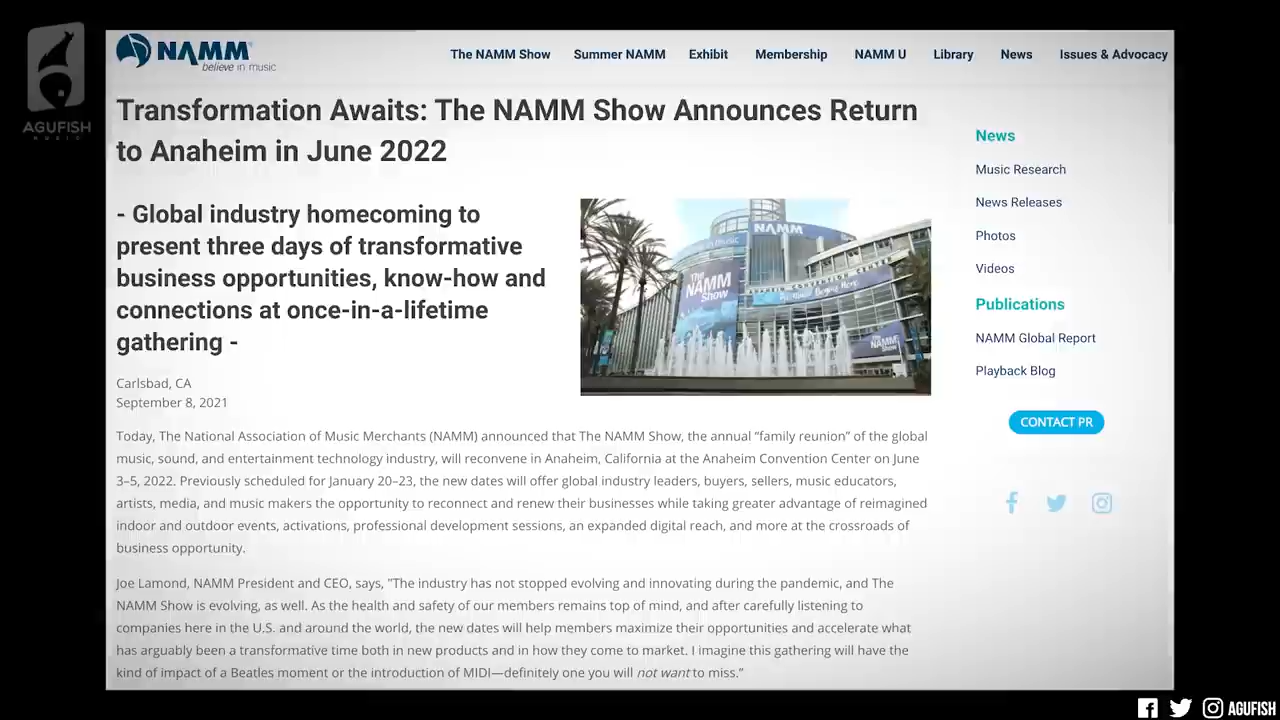 AGUFISH
MUSIC
NAMM
believe in music
The NAMM Show Summer NAMM Exhibit Membership NAMM U Library News Issues & Advocacy
Transformation Awaits: The NAMM Show Announces Return
to Anaheim in June 2022
- Global industry homecoming to
present three days of transformative
business opportunities, know-how and
connections at once-in-a-lifetime
gathering -
NAMM
The
NAMM
Show
The
NAMM
Show
Carlsbad, CA
September 8, 2021
Today, The National Association of Music Merchants (NAMM) announced that The NAMM Show, the annual “family reunion” of the global
music, sound, and entertainment technology industry, will reconvene in Anaheim, California at the Anaheim Convention Center on June
3–5, 2022. Previously scheduled for January 20–23, the new dates will offer global industry leaders, buyers, sellers, music educators,
artists, media, and music makers the opportunity to reconnect and renew their businesses while taking greater advantage of reimagined
indoor and outdoor events, activations, professional development sessions, an expanded digital reach, and more at the crossroads of
business opportunity.
Joe Lamond, NAMM President and CEO, says, "The industry has not stopped evolving and innovating during the pandemic, and The
NAMM Show is evolving, as well. As the health and safety of our members remains top of mind, and after carefully listening to
companies here in the U.S. and around the world, the new dates will help members maximize their opportunities and accelerate what
has arguably been a transformative time both in new products and in how they come to market. I imagine this gathering will have the
kind of impact of a Beatles moment or the introduction of MIDI—definitely one you will not want to miss.”
News
Music Research
News Releases
Photos
Videos
Publications
NAMM Global Report
Playback Blog
CONTACT PR
AGUFISH